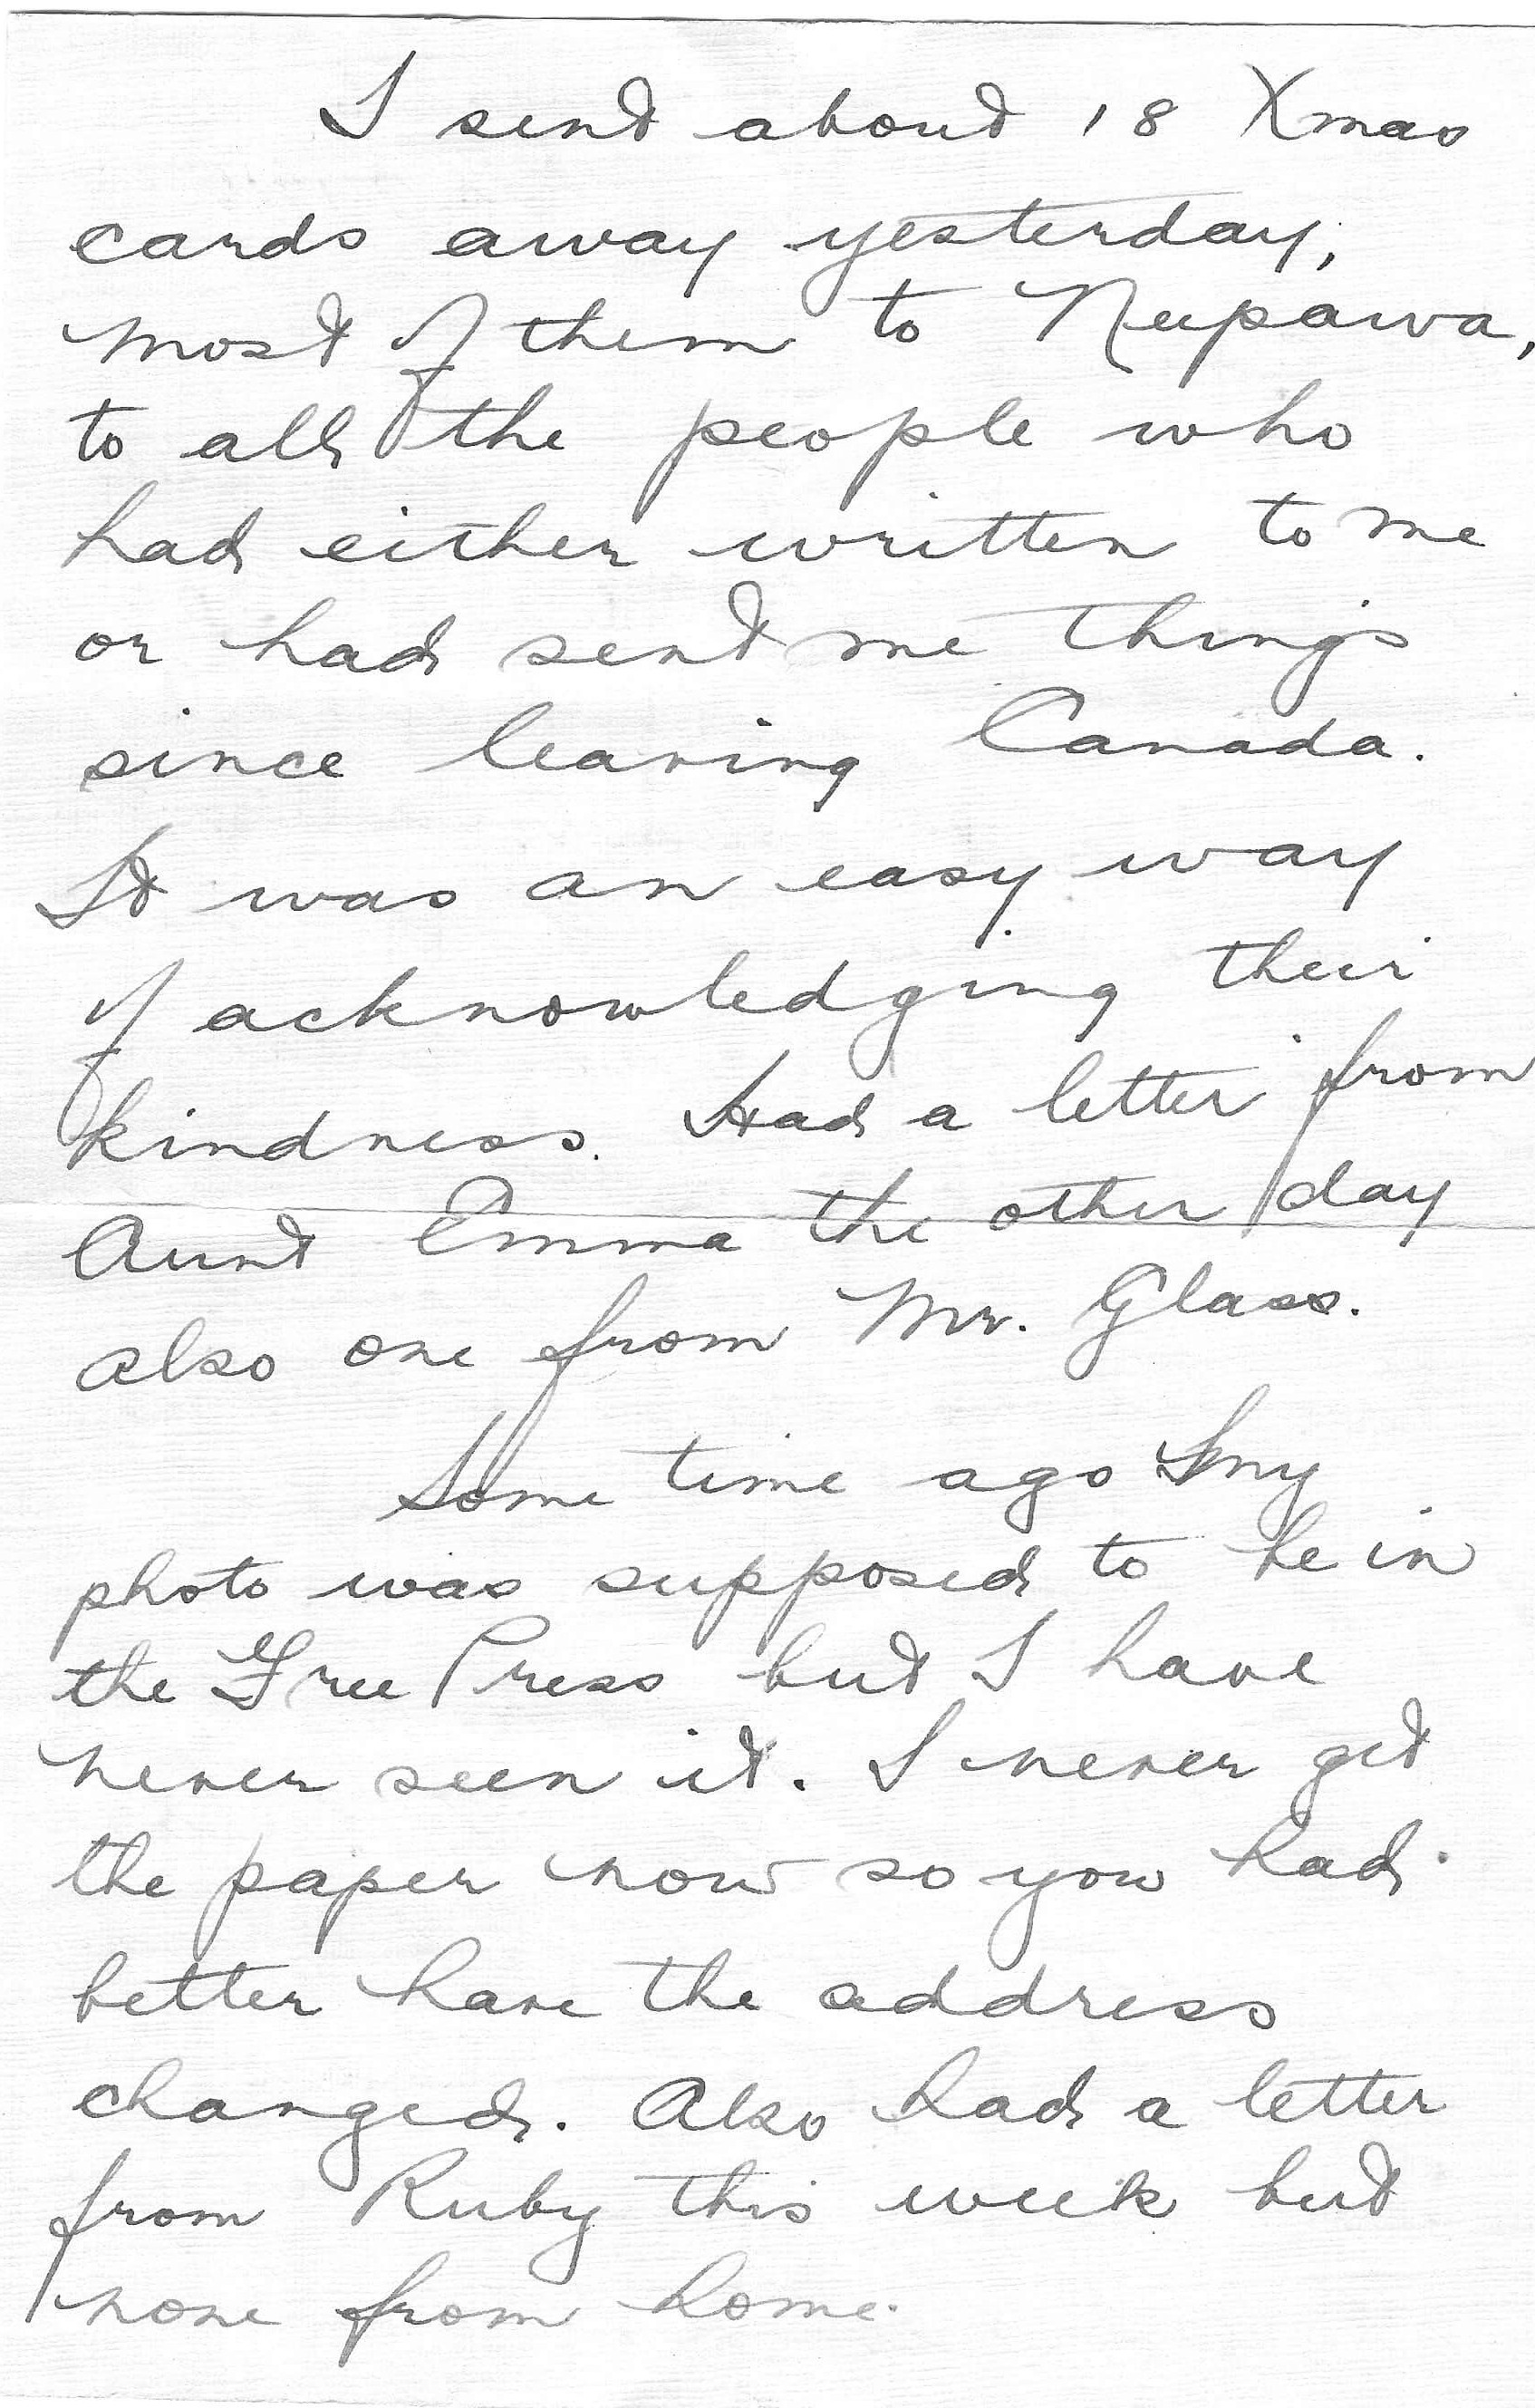 I sent about 18 Xmas
cards away yesterday,
most of them to Neepawa,
to all the people who
had either written to me
or had sent me things
since leaving Canada.
It was an easy way
of acknowledging their
kindness. Had a letter from
Aunt Emma the other day
also one from Mr. Glass.
Some time ago my
photo was supposed to be in
the Free Press but I have
never seen it. I never get
the paper now so you had
better have the address
changed. Also had a letter
from Ruby this week but
none from home.